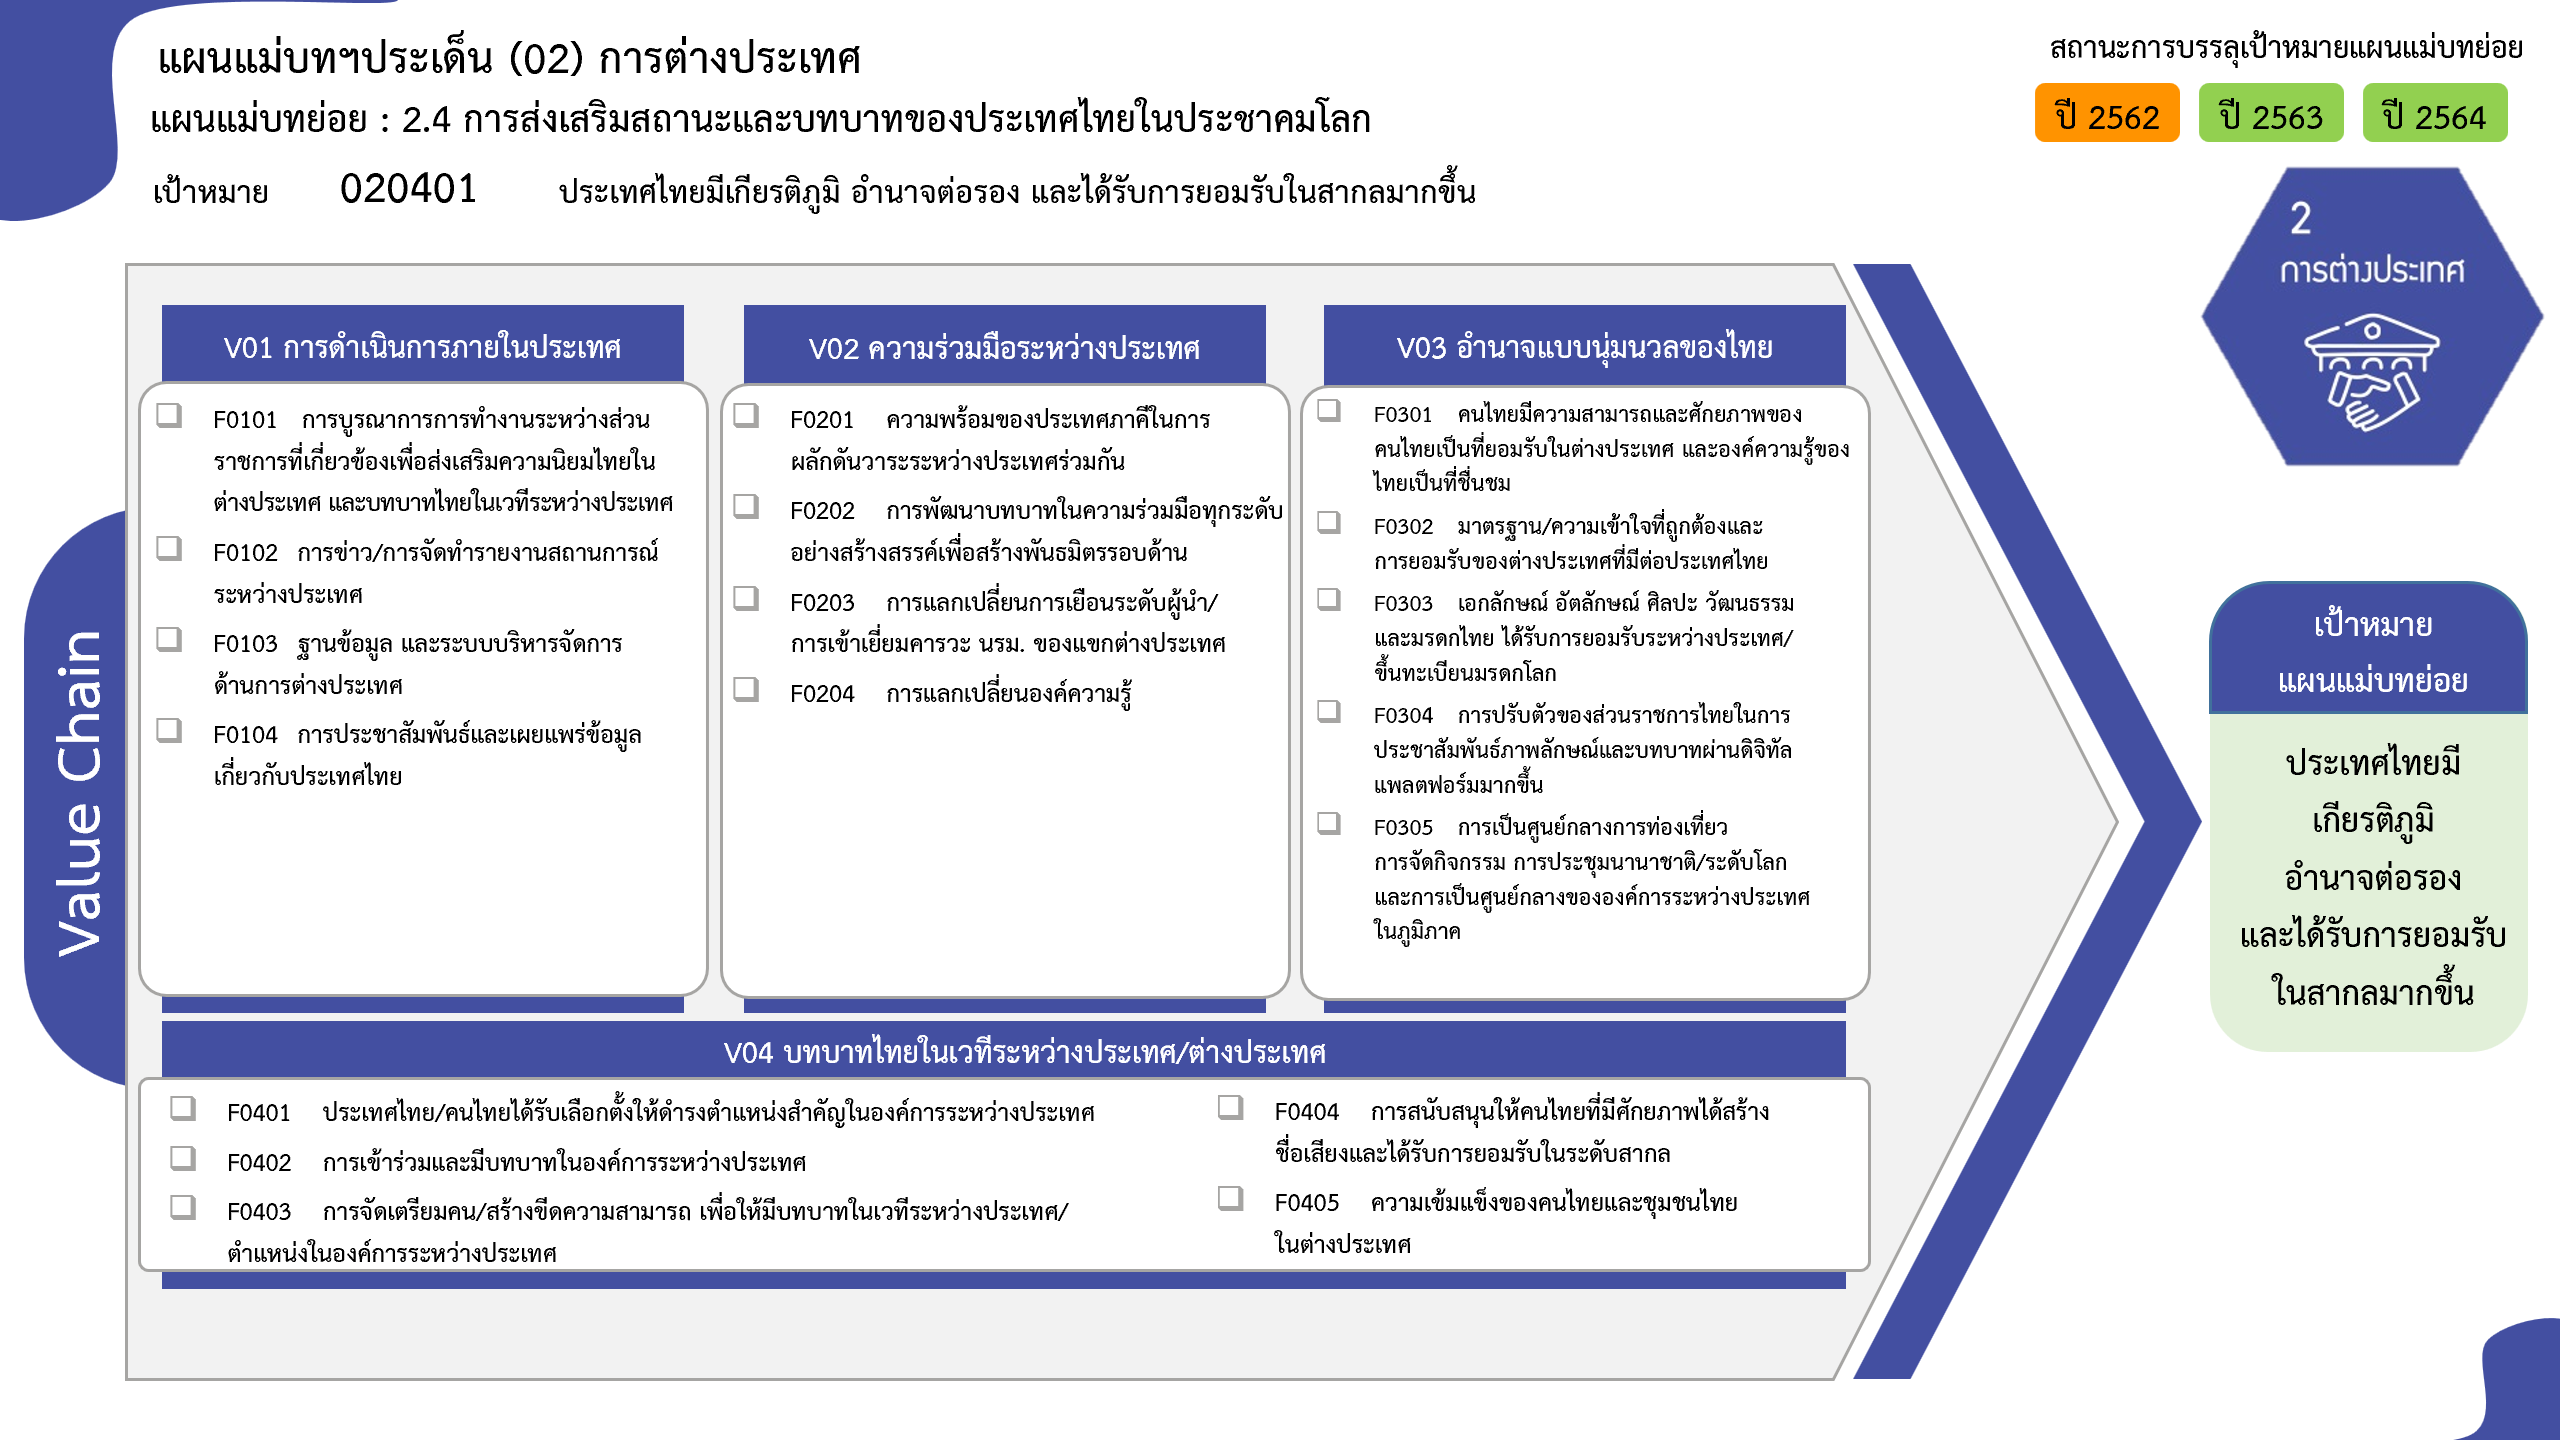 แผนแม่บทฯประเด็น (02) การต่างประเทศ
แผนแม่บทย่อย : 2.4 การส่งเสริมสถานะและบทบาทของประเทศไทยในประชาคมโลก
เป้าหมาย 020401 ประเทศไทยมีเกียรติภูมิ อำนาจต่อรอง และได้รับการยอมรับในสากลมากขึ้น
สถานะการบรรลุเป้าหมายแผนแม่บทย่อย
ปี 2562 ปี 2563 ปี 2564
2
การต่างประเทศ
Value Chain
V01 การดำเนินการภายในประเทศ
F0101 การบูรณาการการทำงานระหว่างส่วน
ราชการที่เกี่ยวข้องเพื่อส่งเสริมความนิยมไทยใน
ต่างประเทศ และบทบาทไทยในเวทีระหว่างประเทศ
F0102 การข่าว/การจัดทำรายงานสถานการณ์
ระหว่างประเทศ
F0103 ฐานข้อมูล และระบบบริหารจัดการ
ด้านการต่างประเทศ
F0104 การประชาสัมพันธ์และเผยแพร่ข้อมูล
เกี่ยวกับประเทศไทย
V02 ความร่วมมือระหว่างประเทศ
F0201 ความพร้อมของประเทศภาคีในการ
ผลักดันวาระระหว่างประเทศร่วมกัน
F0202 การพัฒนาบทบาทในความร่วมมือทุกระดับ
อย่างสร้างสรรค์เพื่อสร้างพันธมิตรรอบด้าน
F0203 การแลกเปลี่ยนการเยือนระดับผู้นำ/
การเข้าเยี่ยมคารวะ นรม. ของแขกต่างประเทศ
F0204 การแลกเปลี่ยนองค์ความรู้
V03 อำนาจแบบนุ่มนวลของไทย
F0301 คนไทยมีความสามารถและศักยภาพของ
คนไทยเป็นที่ยอมรับในต่างประเทศ และองค์ความรู้ของ
ไทยเป็นที่ชื่นชม
F0302 มาตรฐาน/ความเข้าใจที่ถูกต้องและ
การยอมรับของต่างประเทศที่มีต่อประเทศไทย
F0303 เอกลักษณ์ อัตลักษณ์ ศิลปะ วัฒนธรรม
และมรดกไทย ได้รับการยอมรับระหว่างประเทศ/
ขึ้นทะเบียนมรดกโลก
F0304 การปรับตัวของส่วนราชการไทยในการ
ประชาสัมพันธ์ภาพลักษณ์และบทบาทผ่านดิจิทัล
แพลตฟอร์มมากขึ้น
F0305 การเป็นศูนย์กลางการท่องเที่ยว
การจัดกิจกรรม การประชุมนานาชาติ/ระดับโลก
และการเป็นศูนย์กลางขององค์การระหว่างประเทศ
ในภูมิภาค
V04 บทบาทไทยในเวทีระหว่างประเทศ/ต่างประเทศ
F0401 ประเทศไทย/คนไทยได้รับเลือกตั้งให้ดำรงตำแหน่งสำคัญในองค์การระหว่างประเทศ
F0402 การเข้าร่วมและมีบทบาทในองค์การระหว่างประเทศ
F0403 การจัดเตรียมคน/สร้างขีดความสามารถ เพื่อให้มีบทบาทในเวทีระหว่างประเทศ/
ตำแหน่งในองค์การระหว่างประเทศ
F0404 การสนับสนุนให้คนไทยที่มีศักยภาพได้สร้าง
ชื่อเสียงและได้รับการยอมรับในระดับสากล
F0405 ความเข้มแข็งของคนไทยและชุมชนไทย
ในต่างประเทศ
เป้าหมาย
แผนแม่บทย่อย
ประเทศไทยมี
เกียรติภูมิ
อำนาจต่อรอง
และได้รับการยอมรับ
ในสากลมากขึ้น